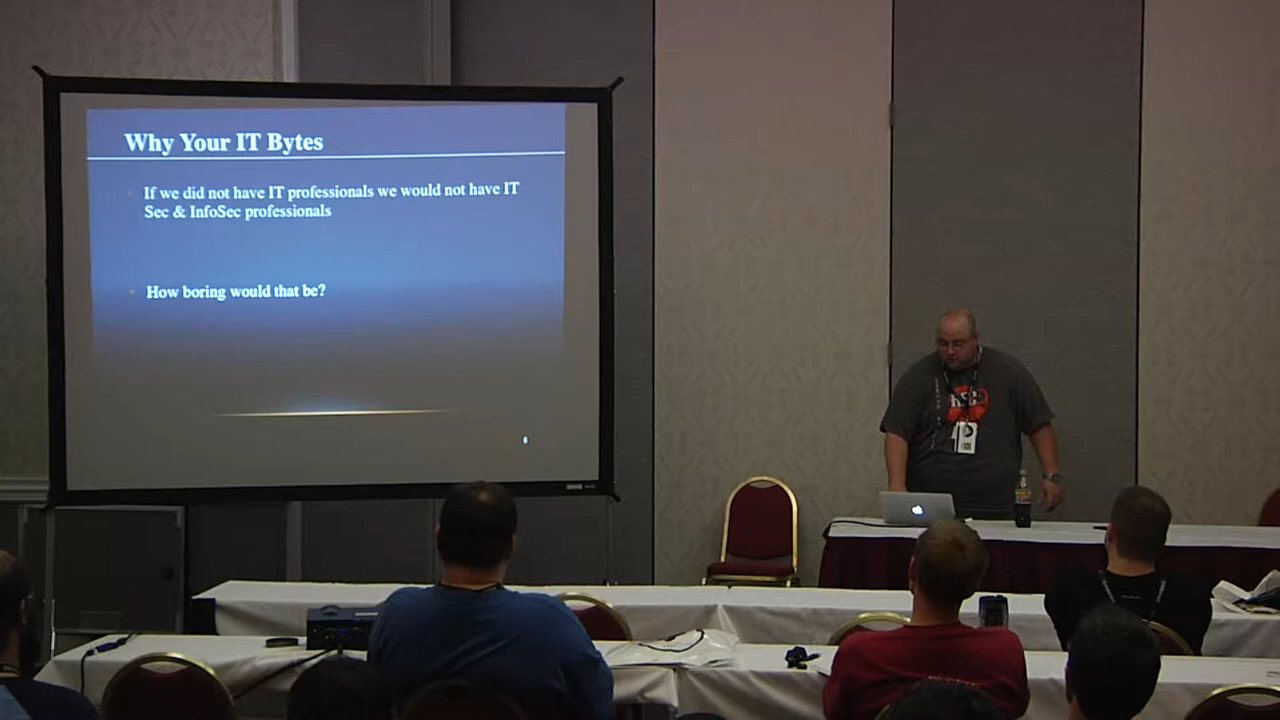 Why Your IT Bytes
If we did not have IT professionals we would not have IT
Sec & InfoSec professionals
How boring would that be?
6